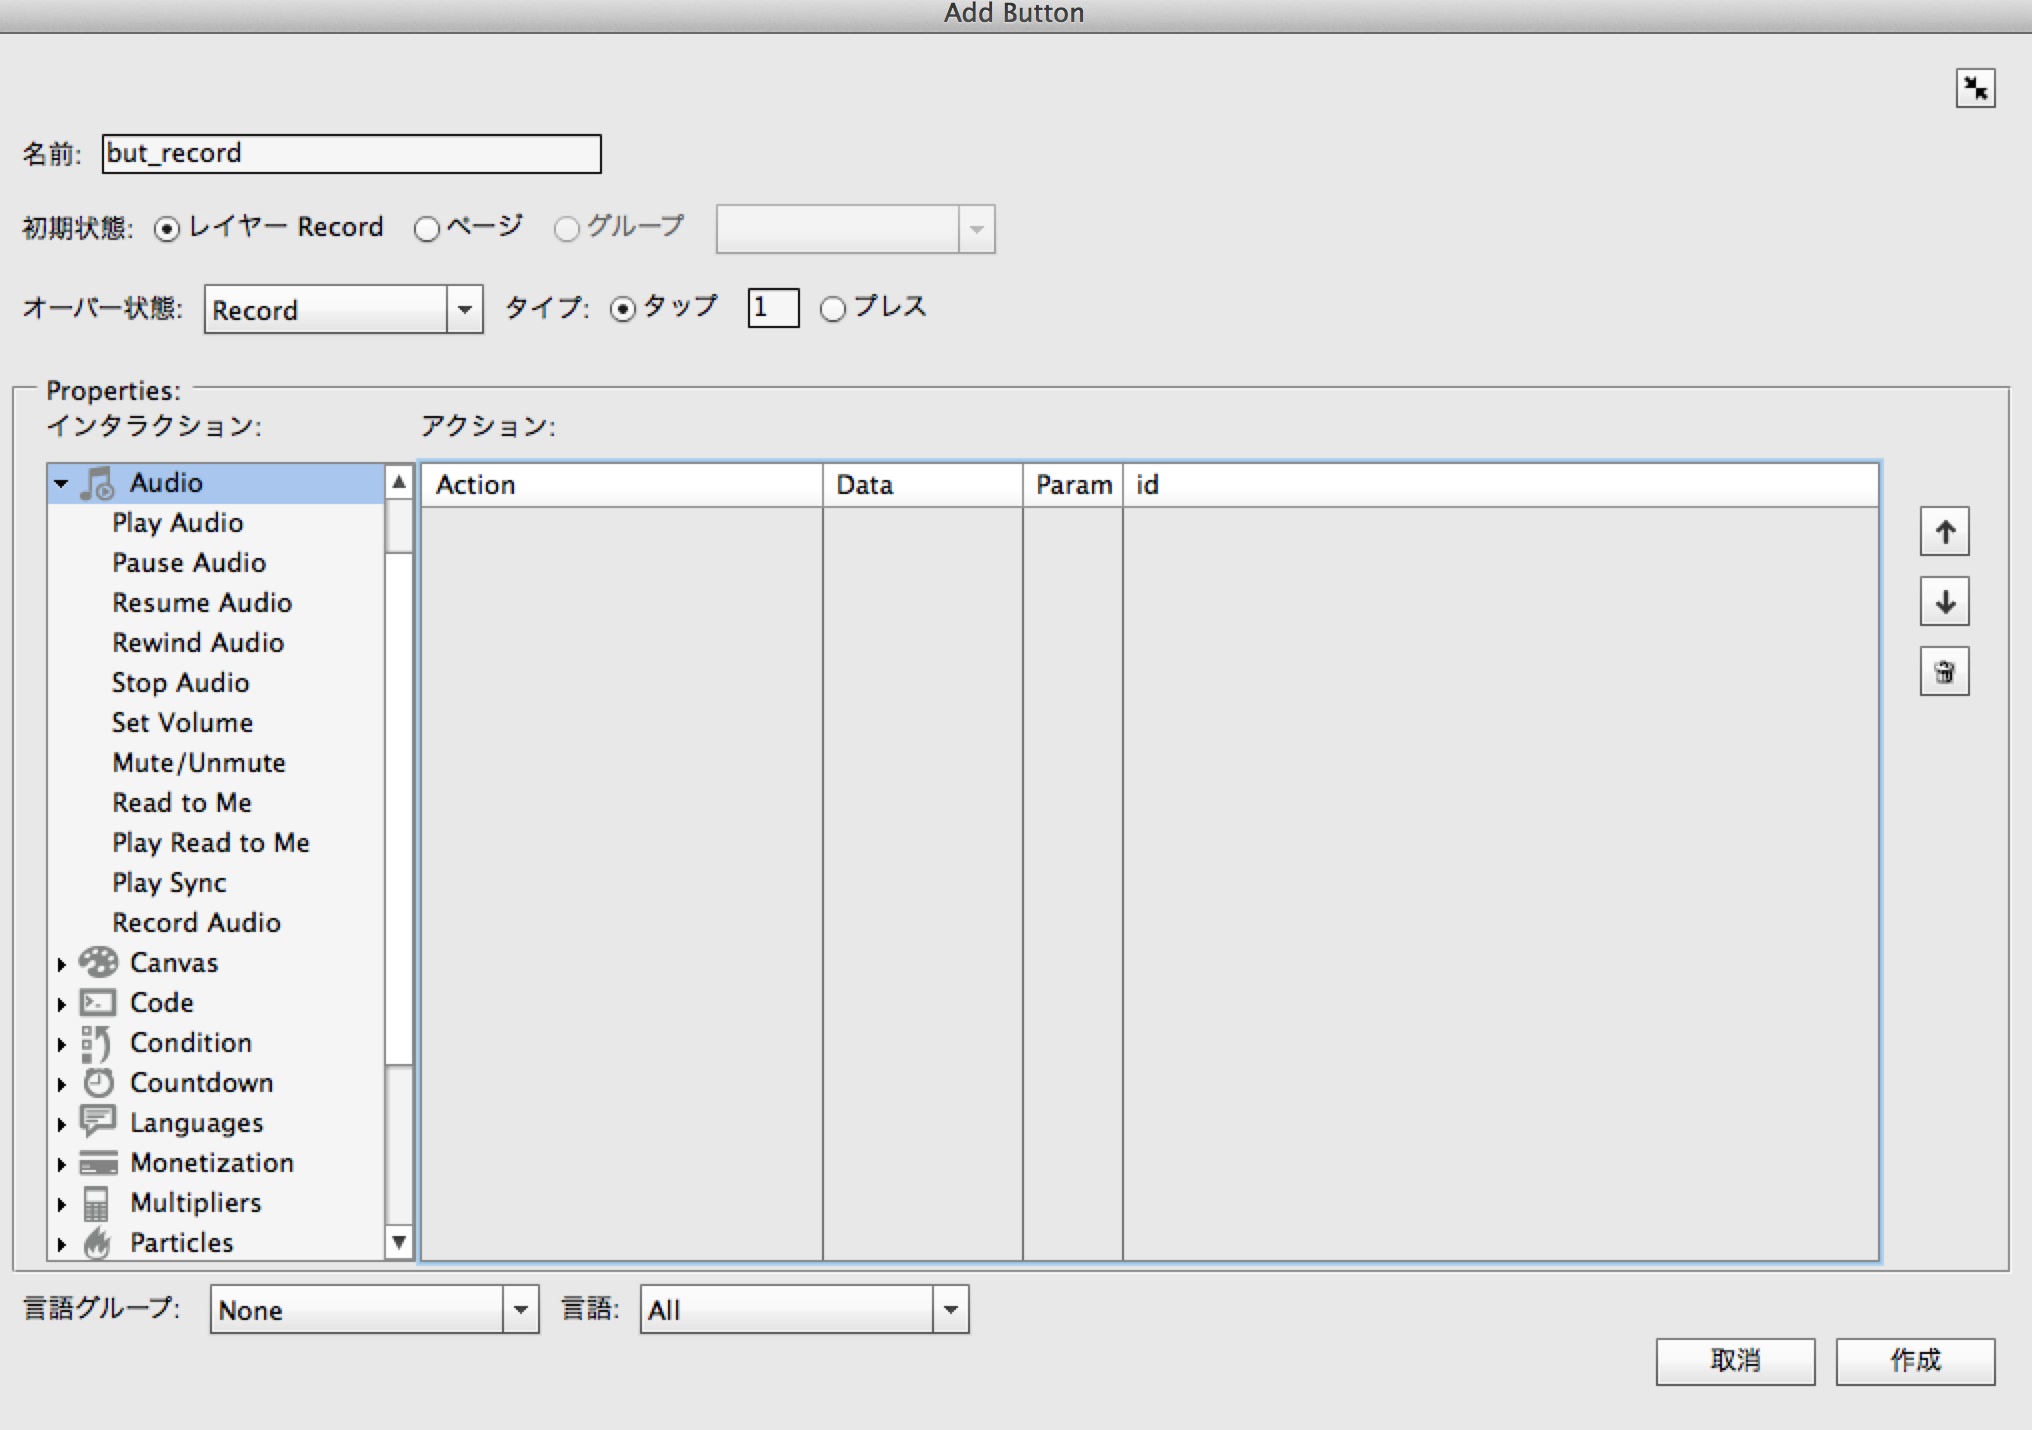 Add Button
名前: but_record
初期状態: レイヤー Record ページ グループ
オーバー状態: Record タイプ: タップ 1 プレス
Properties:
インタラクション: アクション:
Audio Action Data Param id
Play Audio
Pause Audio
Resume Audio
Rewind Audio
Stop Audio
Set Volume
Mute/Unmute
Read to Me
Play Read to Me
Play Sync
Record Audio
Canvas
Code
Condition
Countdown
Languages
Monetization
Multipliers
Particles
言語グループ: None 言語: All
取消 作成